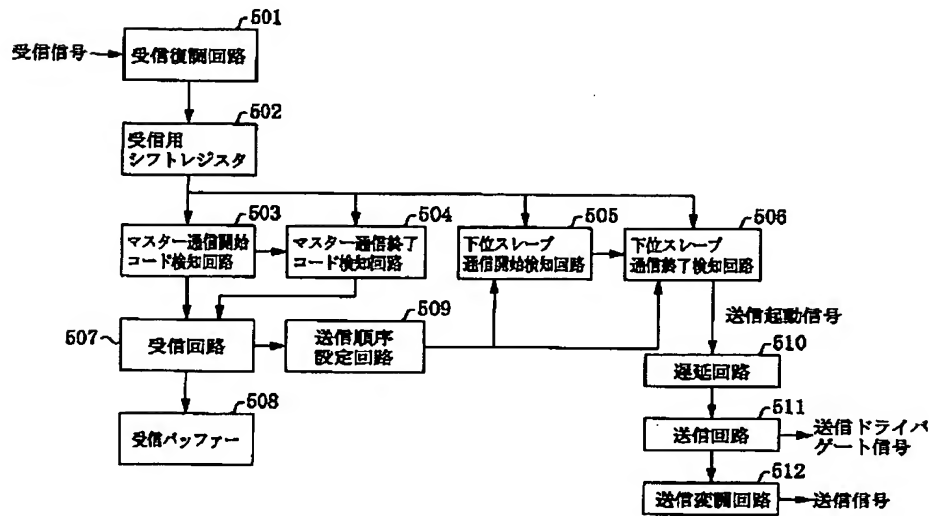 501
受信信号
受信復調回路
502
受信用
シフトレジスタ
503
504
505
506
マスター通信開始
コード検知回路
マスター通信終了
コード検知回路
下位スレーブ
通信開始検知回路
下位スレーブ
通信終了検知回路
507
受信回路
509
送信順序
設定回路
送信起動信号
510
遅延回路
508
受信バッファー
511
送信回路
送信ドライバ
ゲート信号
512
送信変調回路
送信信号